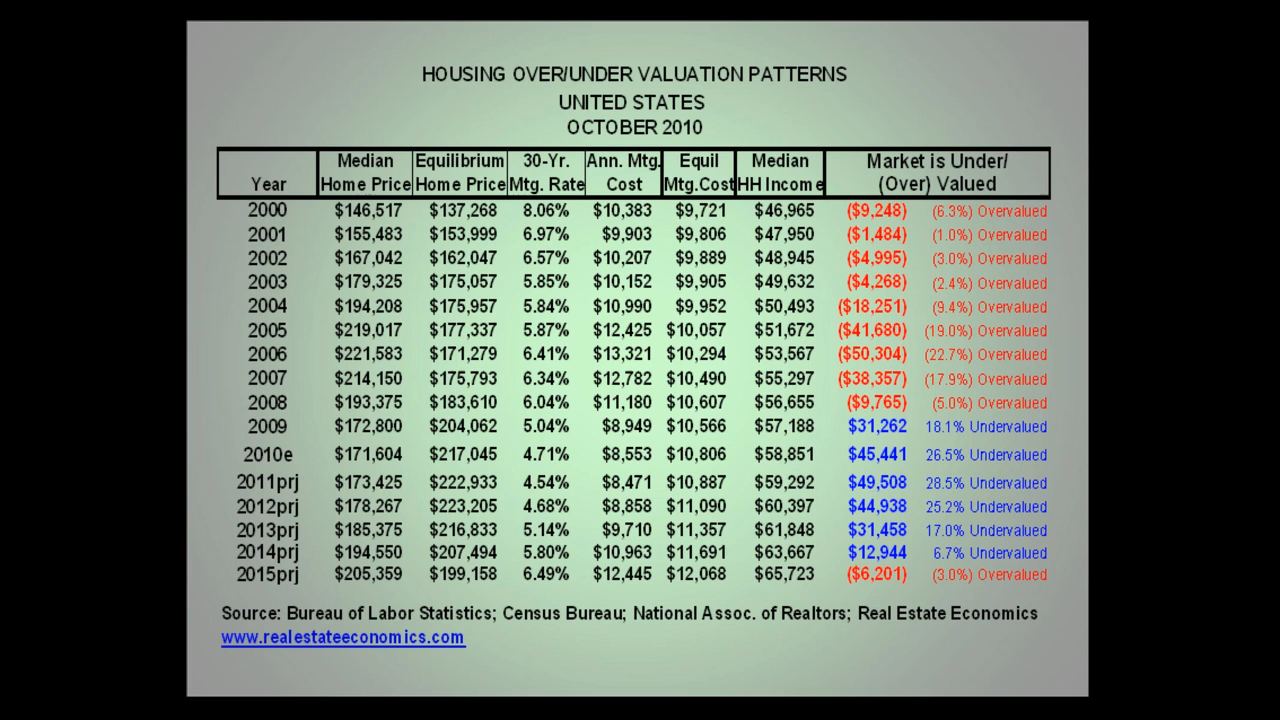 HOUSING OVER/UNDER VALUATION PATTERNS
UNITED STATES
OCTOBER 2010
Median Equilibrium 30-Yr. Ann. Mtg. Equil Median Market is Under/
Year Home Price Home Price Mtg. Rate Cost Mtg.Cost HH Income (Over) Valued
2000 $146,517 $137,268 8.06% $10,383 $9,721 $46,965 ($9,248) (6.3%) Overvalued
2001 $155,483 $153,999 6.97% $9,903 $9,806 $47,950 ($1,484) (1.0%) Overvalued
2002 $167,042 $162,047 6.57% $10,207 $9,889 $48,945 ($4,995) (3.0%) Overvalued
2003 $179,325 $175,057 5.85% $10,152 $9,905 $49,632 ($4,268) (2.4%) Overvalued
2004 $194,208 $175,957 5.84% $10,990 $9,952 $50,493 ($18,251) (9.4%) Overvalued
2005 $219,017 $177,337 5.87% $12,425 $10,057 $51,672 ($41,680) (19.0%) Overvalued
2006 $221,583 $171,279 6.41% $13,321 $10,294 $53,567 ($50,304) (22.7%) Overvalued
2007 $214,150 $175,793 6.34% $12,782 $10,490 $55,297 ($38,357) (17.9%) Overvalued
2008 $193,375 $183,610 6.04% $11,180 $10,607 $56,655 ($9,765) (5.0%) Overvalued
2009 $172,800 $204,062 5.04% $8,949 $10,566 $57,188 $31,262 18.1% Undervalued
2010e $171,604 $217,045 4.71% $8,553 $10,806 $58,851 $45,441 26.5% Undervalued
2011prj $173,425 $222,933 4.54% $8,471 $10,887 $59,292 $49,508 28.5% Undervalued
2012prj $178,267 $223,205 4.68% $8,858 $11,090 $60,397 $44,938 25.2% Undervalued
2013prj $185,375 $216,833 5.14% $9,710 $11,357 $61,848 $31,458 17.0% Undervalued
2014prj $194,550 $207,494 5.80% $10,963 $11,691 $63,667 $12,944 6.7% Undervalued
2015prj $205,359 $199,158 6.49% $12,445 $12,068 $65,723 ($6,201) (3.0%) Overvalued
Source: Bureau of Labor Statistics; Census Bureau; National Assoc. of Realtors; Real Estate Economics
www.realestateeconomics.com